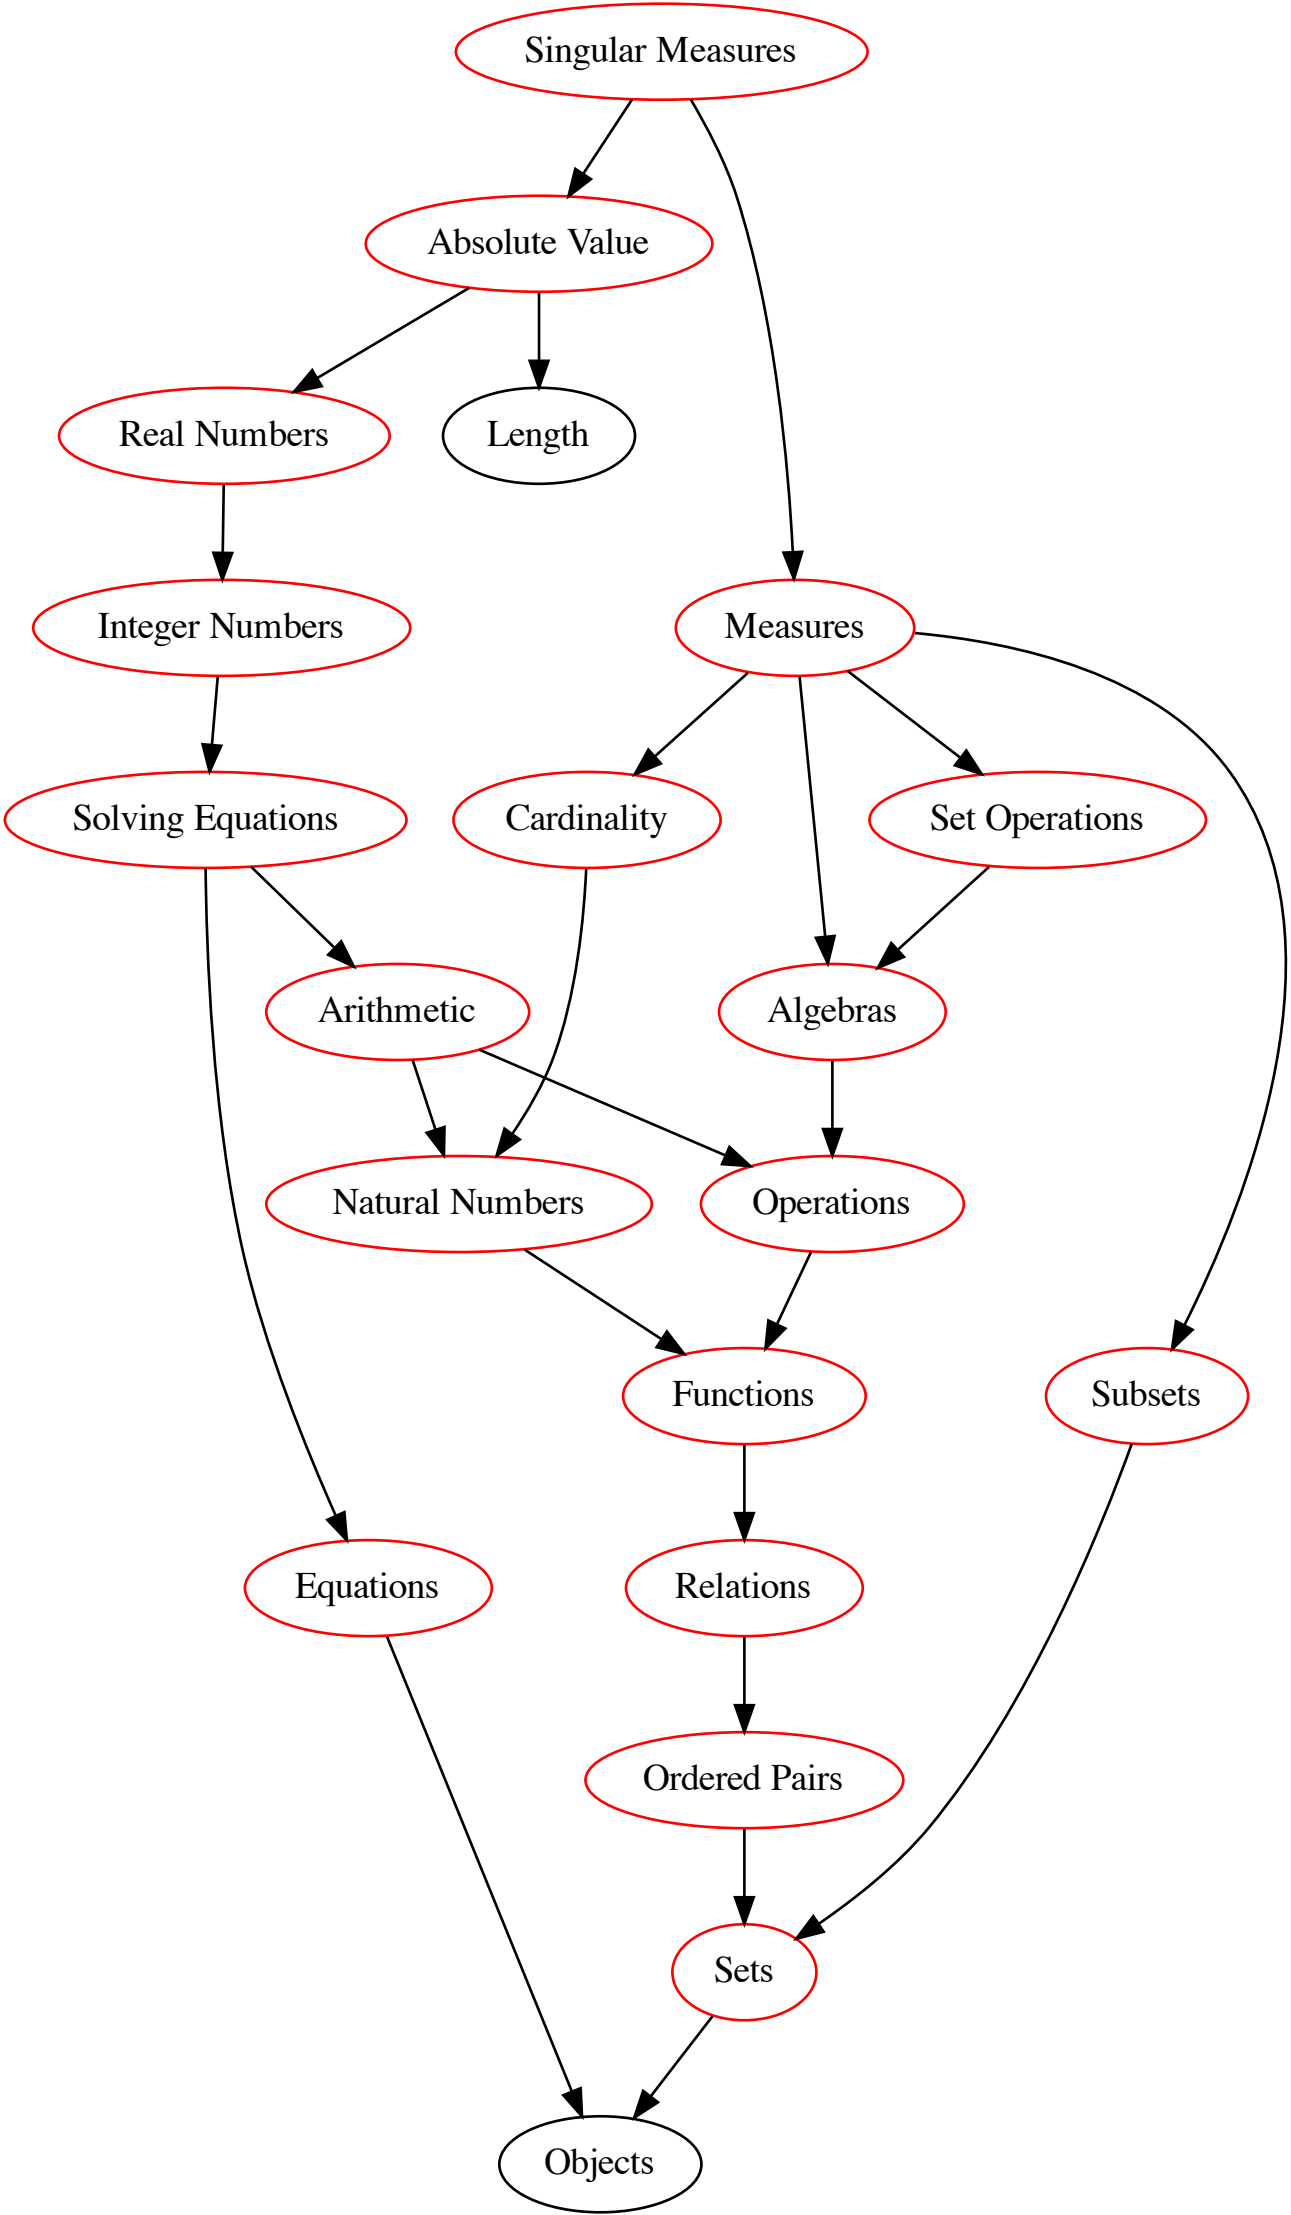 Singular Measures
Absolute Value
Real Numbers
Length
Integer Numbers
Measures
Solving Equations
Cardinality
Set Operations
Arithmetic
Algebras
Natural Numbers
Operations
Functions
Subsets
Equations
Relations
Ordered Pairs
Sets
Objects